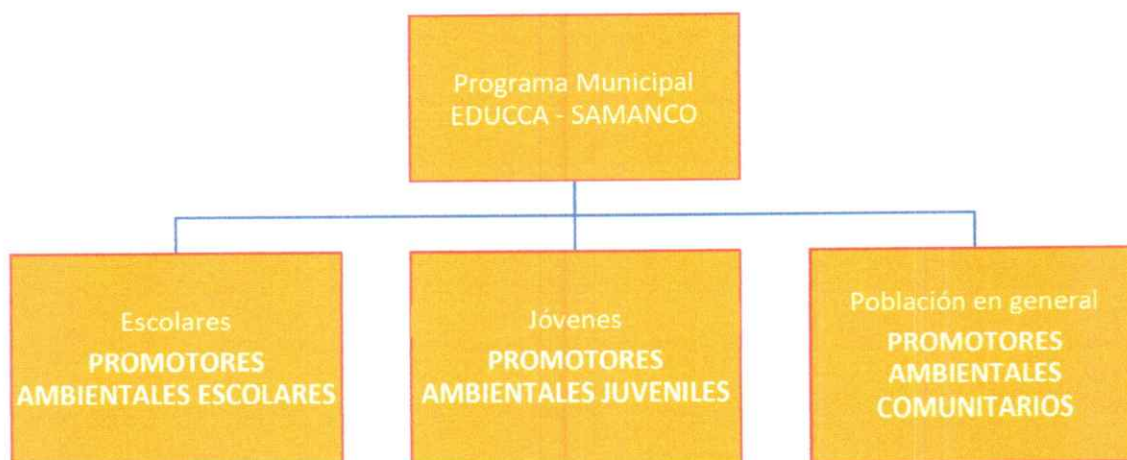 Programa Municipal
EDUCCA - SAMANCO
Escolares
PROMOTORES
AMBIENTALES ESCOLARES
Jóvenes
PROMOTORES
AMBIENTALES JUVENILES
Población en general
PROMOTORES
AMBIENTALES
COMUNITARIOS